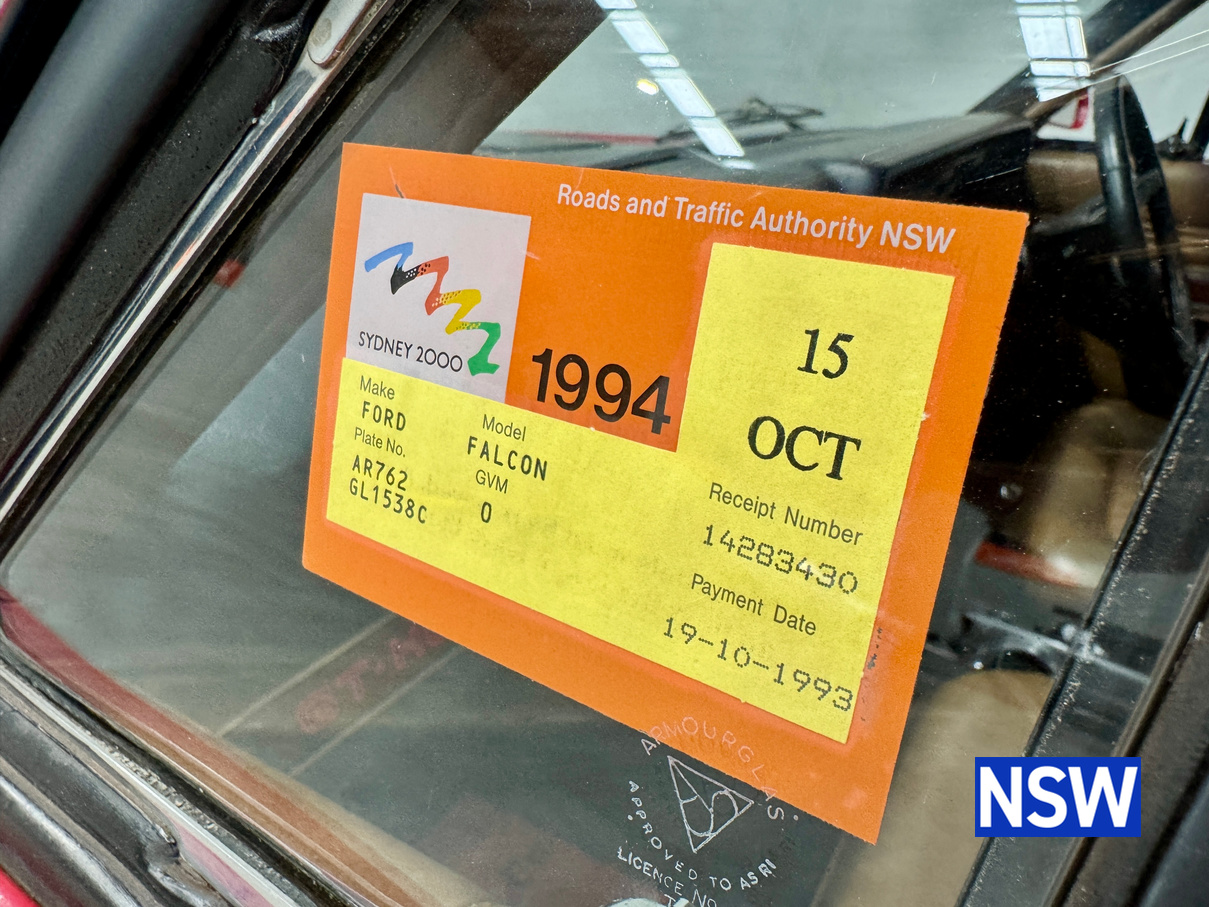 Roads and Traffic Authority NSW
SYDNEY 2000
1994
15
OCT
Make
FORD
Model
FALCON
Plate No.
AR762
GL1538C
GVM
0
Receipt Number
14283430
Payment Date
19-10-1993
ARMOURGLAS
APPROVED TO AS RI
LICENCE No
NSW